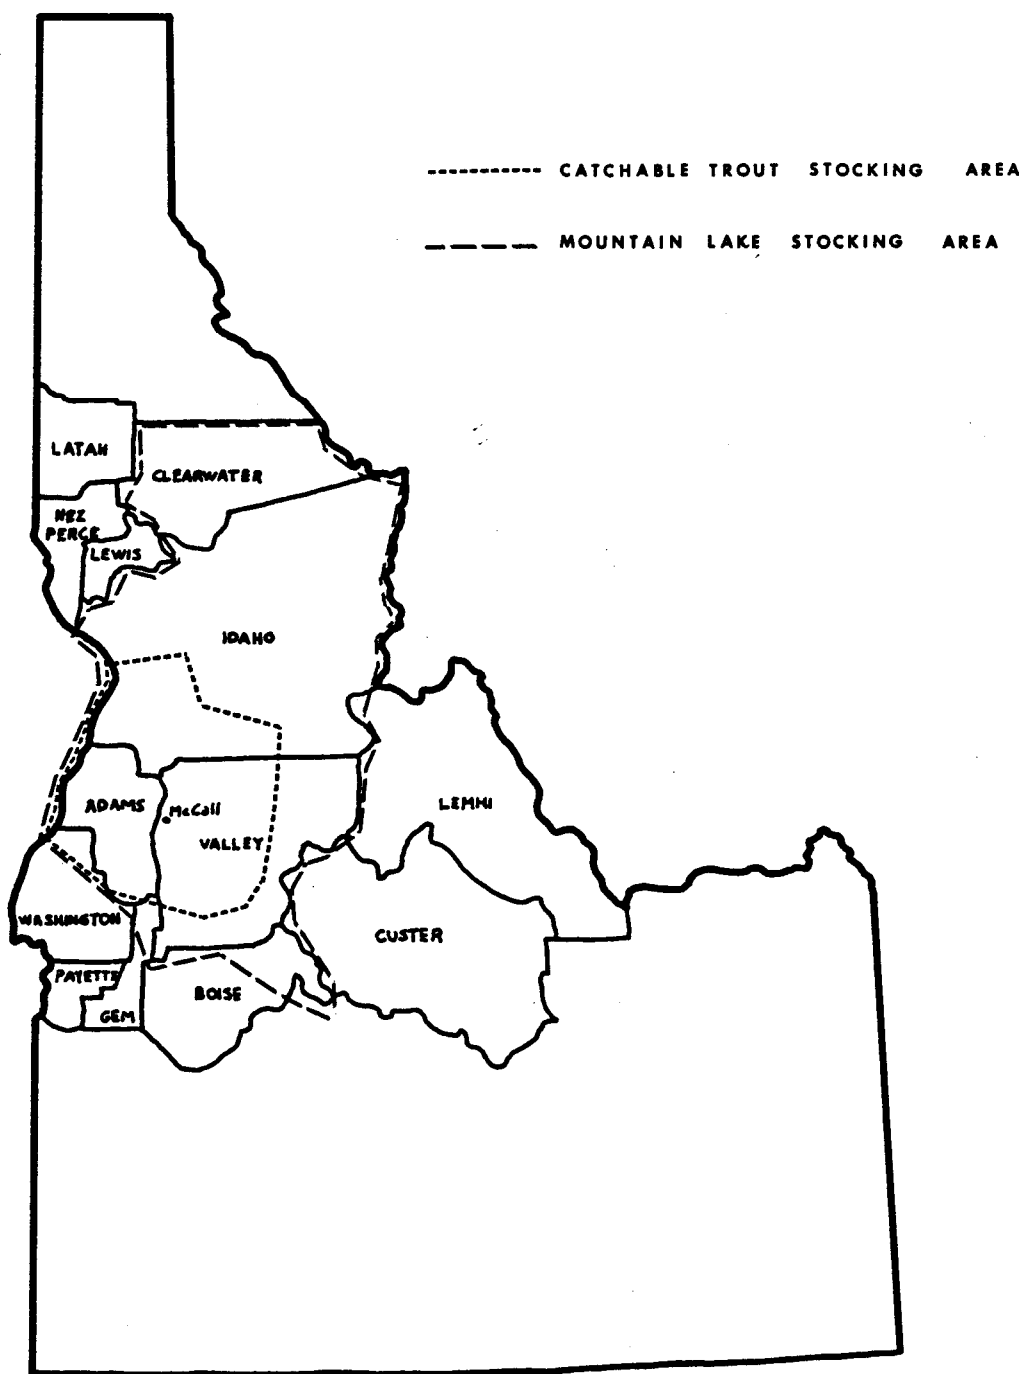 CATCHABLE TROUT STOCKING AREA
MOUNTAIN LAKE STOCKING AREA
LATAH
CLEARWATER
NEZ
PERCE
LEWIS
IDAHO
ADAMS
McCall
LEMHI
VALLEY
WASHINGTON
CUSTER
PAYETTE
BOISE
GEM